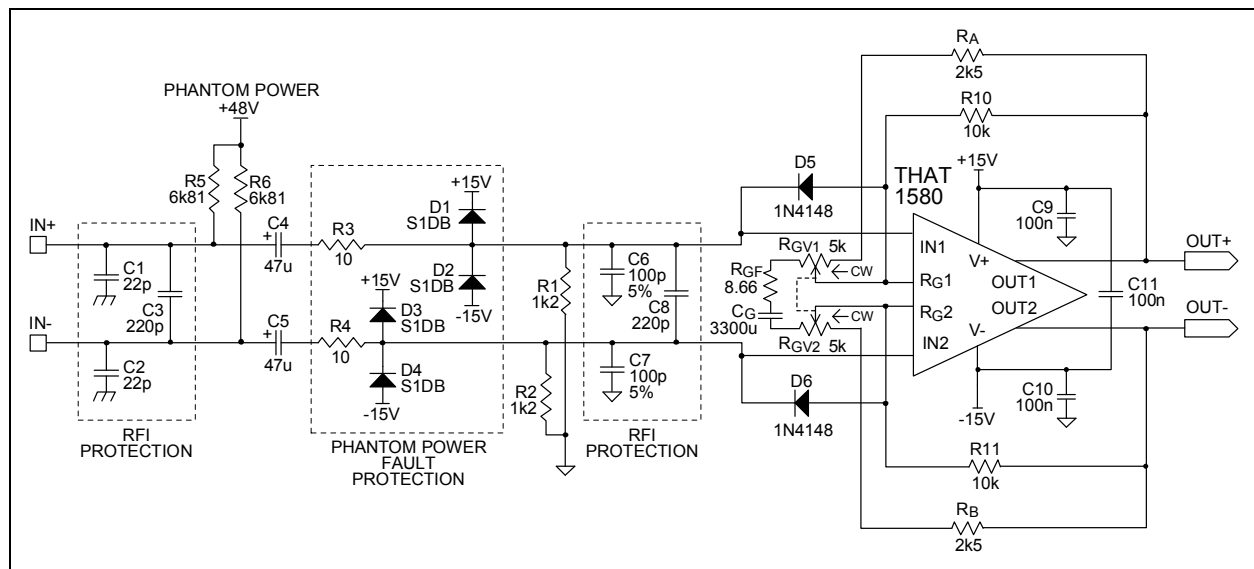 PHANTOM POWER
+48V
R5
6k81
R6
6k81
IN+
IN-
C1
22p
C2
22p
C3
220p
RFI
PROTECTION
C4
+
47u
C5
+
47u
R3
10
R4
10
+15V
D1
S1DB
D2
S1DB
-15V
+15V
D3
S1DB
D4
S1DB
-15V
PHANTOM POWER
FAULT
PROTECTION
R1
1k2
R2
1k2
C6
100p
5%
C8
220p
C7
100p
5%
RFI
PROTECTION
D5
1N4148
D6
1N4148
RGV1 5k
CW
RGF
8.66
CG
3300u
CW
RGV2 5k
RA
2k5
R10
10k
THAT
1580
+15V
C9
100n
IN1
V+
RG1
OUT1
RG2
OUT2
IN2
V-
C11
100n
OUT+
OUT-
-15V
C10
100n
R11
10k
RB
2k5